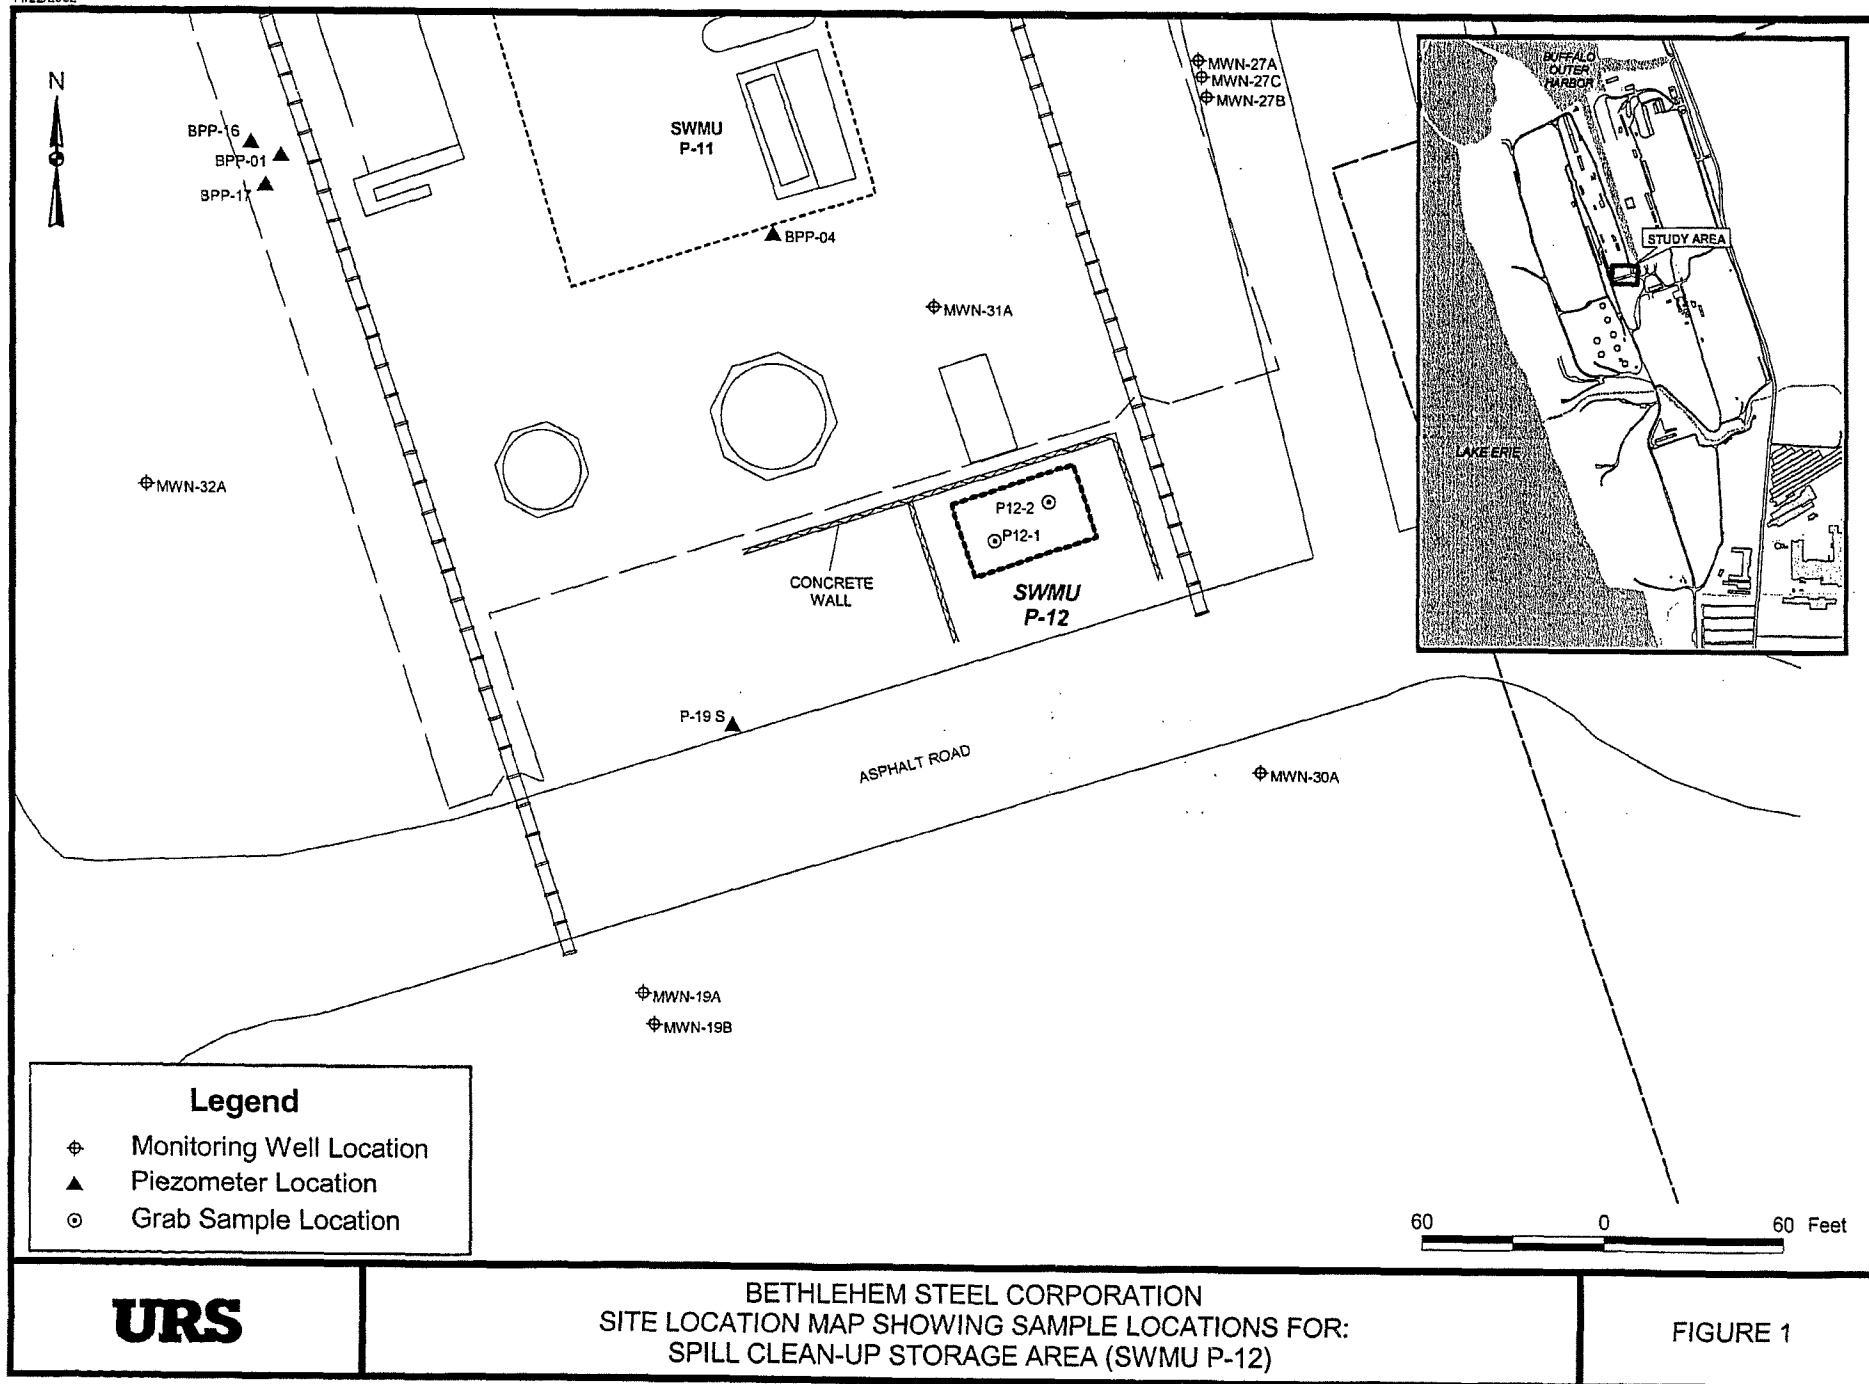 N
BPP-16
BPP-01
BPP-17
SWMU
P-11
BPP-04
MWN-27A
MWN-27C
MWN-27B
MWN-31A
MWN-32A
P12-2
P12-1
CONCRETE
WALL
SWMU
P-12
P-19 S
ASPHALT ROAD
MWN-30A
MWN-19A
MWN-19B
BUFFALO
OUTER
HARBOR
STUDY AREA
LAKE ERIE
Legend
Monitoring Well Location
Piezometer Location
Grab Sample Location
60 0 60 Feet
URS
BETHLEHEM STEEL CORPORATION
SITE LOCATION MAP SHOWING SAMPLE LOCATIONS FOR:
SPILL CLEAN-UP STORAGE AREA (SWMU P-12)
FIGURE 1